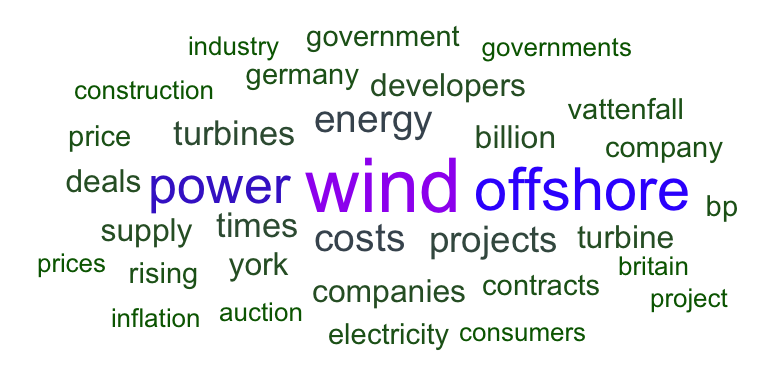 industry government governments
construction germany developers
vattenfall
price turbines energy billion company
deals power wind offshore bp
supply times costs projects turbine
prices rising york britain
companies contracts project
inflation auction
electricity consumers